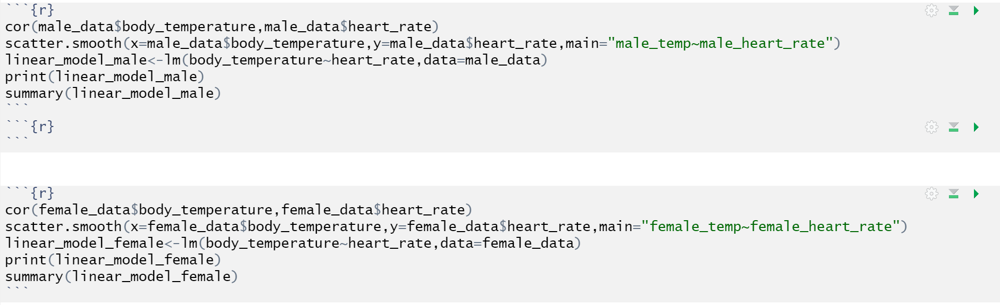 ```{r}
cor(male_data$body_temperature,male_data$heart_rate)
scatter.smooth(x=male_data$body_temperature,y=male_data$heart_rate,main="male_temp~male_heart_rate")
linear_model_male<-lm(body_temperature~heart_rate,data=male_data)
print(linear_model_male)
summary(linear_model_male)
```
```{r}
```
```{r}
cor(female_data$body_temperature,female_data$heart_rate)
scatter.smooth(x=female_data$body_temperature,y=female_data$heart_rate,main="female_temp~female_heart_rate")
linear_model_female<-lm(body_temperature~heart_rate,data=female_data)
print(linear_model_female)
summary(linear_model_female)
```